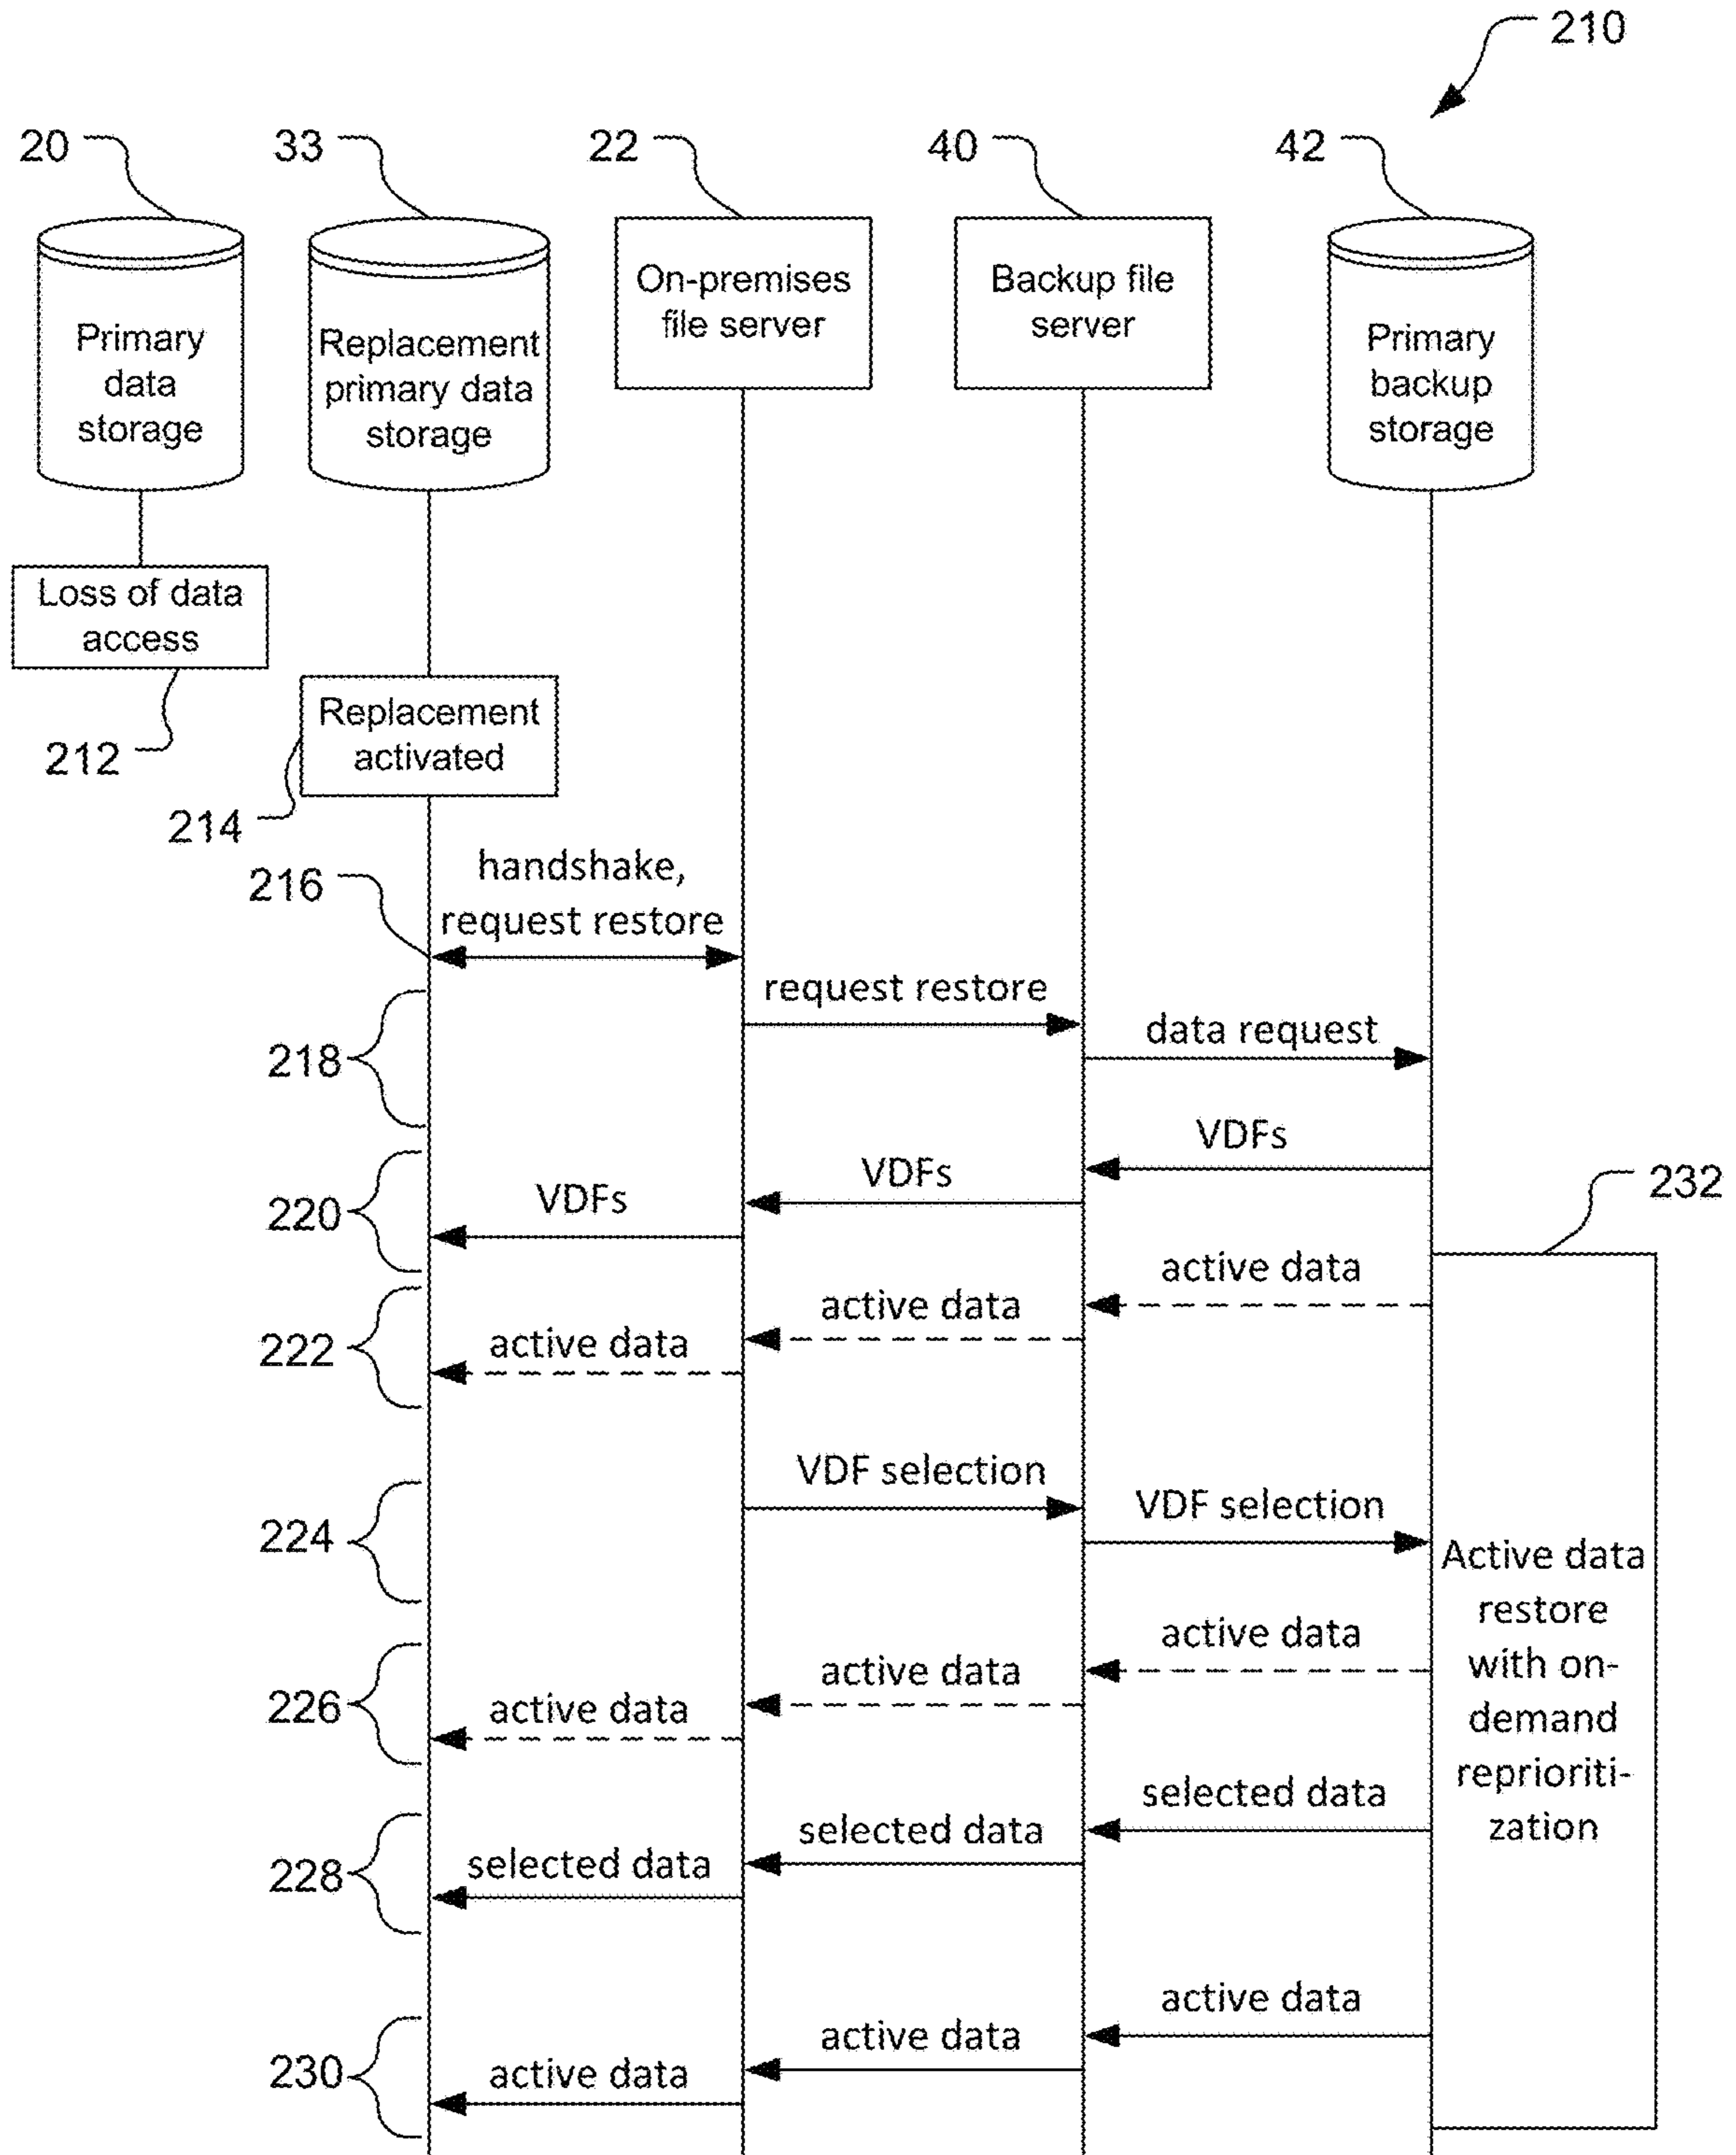 210
20
33
22
40
42
Primary
data
storage
Replacement
primary data
storage
On-premises
file server
Backup file
server
Primary
backup
storage
Loss of data
access
212
Replacement
activated
214
216
handshake,
request restore
218
request restore
data request
VDFs
VDFs
VDFs
220
232
active data
active data
active data
222
VDF selection
VDF selection
224
Active data
restore
with on-
demand
reprioriti-
zation
active data
active data
active data
226
selected data
selected data
selected data
228
active data
active data
active data
230